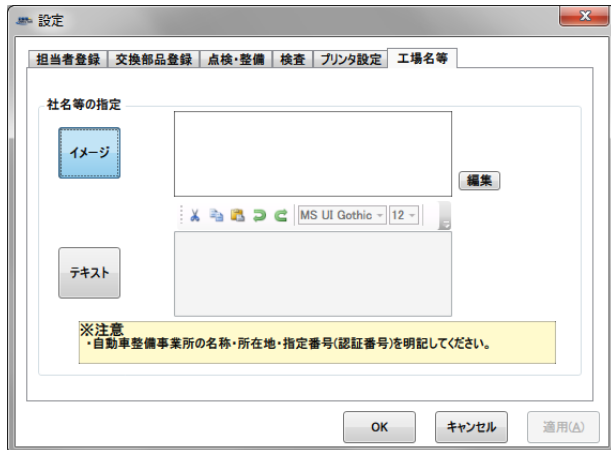 設定
担当者登録 交換部品登録 点検・整備 検査 プリンタ設定 工場名等
社名等の指定
イメージ
編集
MS UI Gothic 12
テキスト
※注意
・自動車整備事業所の名称・所在地・指定番号(認証番号)を明記してください。
OK キャンセル 適用(A)